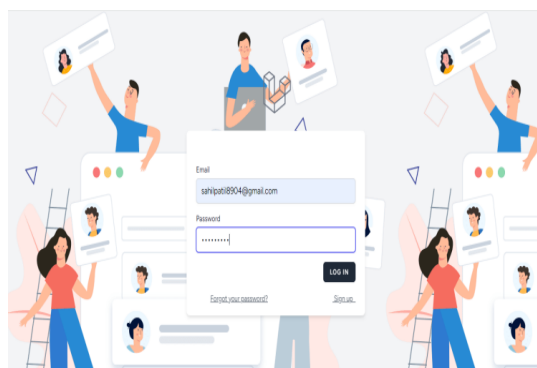 Email
sahilpatil8904@gmail.com
Password
LOG IN
Forgot your password?
Sign up